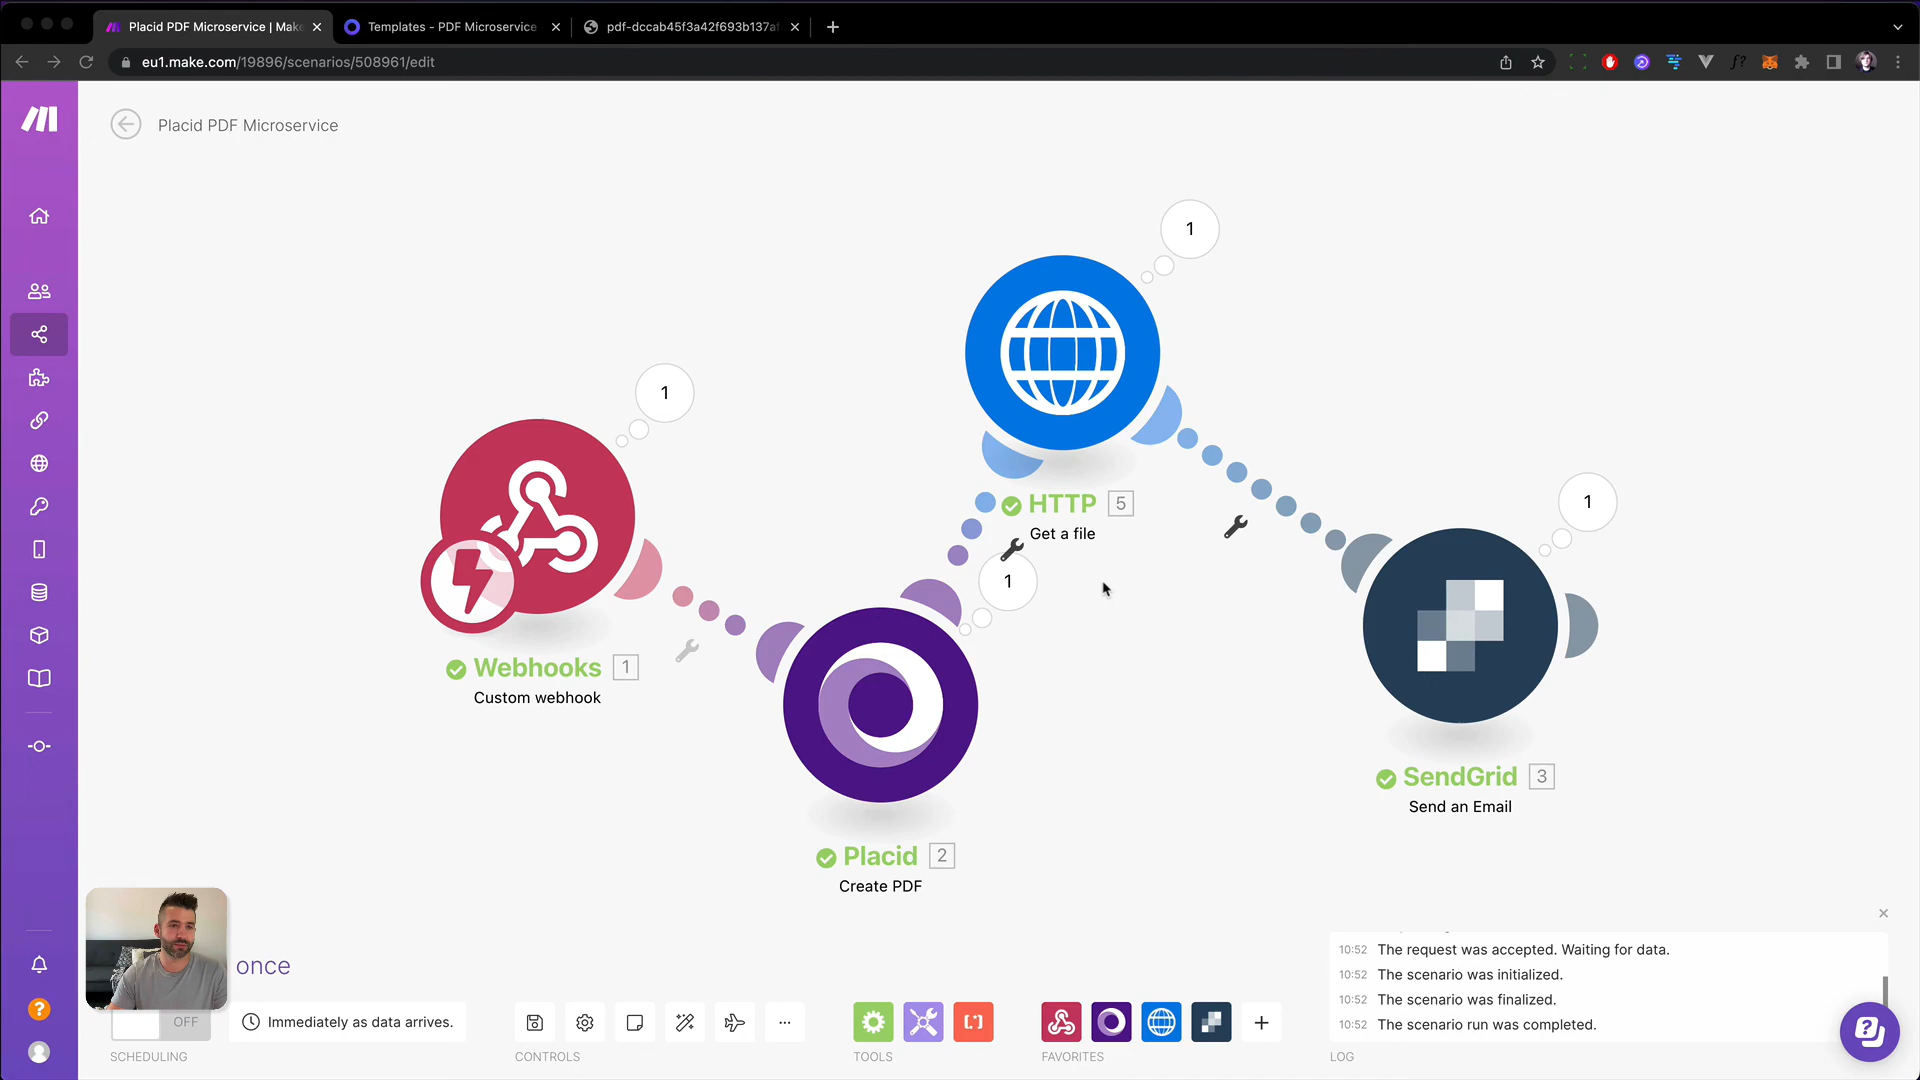 Placid PDF Microservice | Make
Templates - PDF Microservice
pdf-dccab45f3a42f693b137af
eu1.make.com/19896/scenarios/508961/edit
f?
Placid PDF Microservice
1
1
HTTP 5
Get a file
1
1
Webhooks 1
Custom webhook
SendGrid 3
Send an Email
Placid 2
Create PDF
once
OFF
Immediately as data arrives.
SCHEDULING
CONTROLS
[.*]
TOOLS
FAVORITES
10:52 The request was accepted. Waiting for data.
10:52 The scenario was initialized.
10:52 The scenario was finalized.
10:52 The scenario run was completed.
LOG
?
?